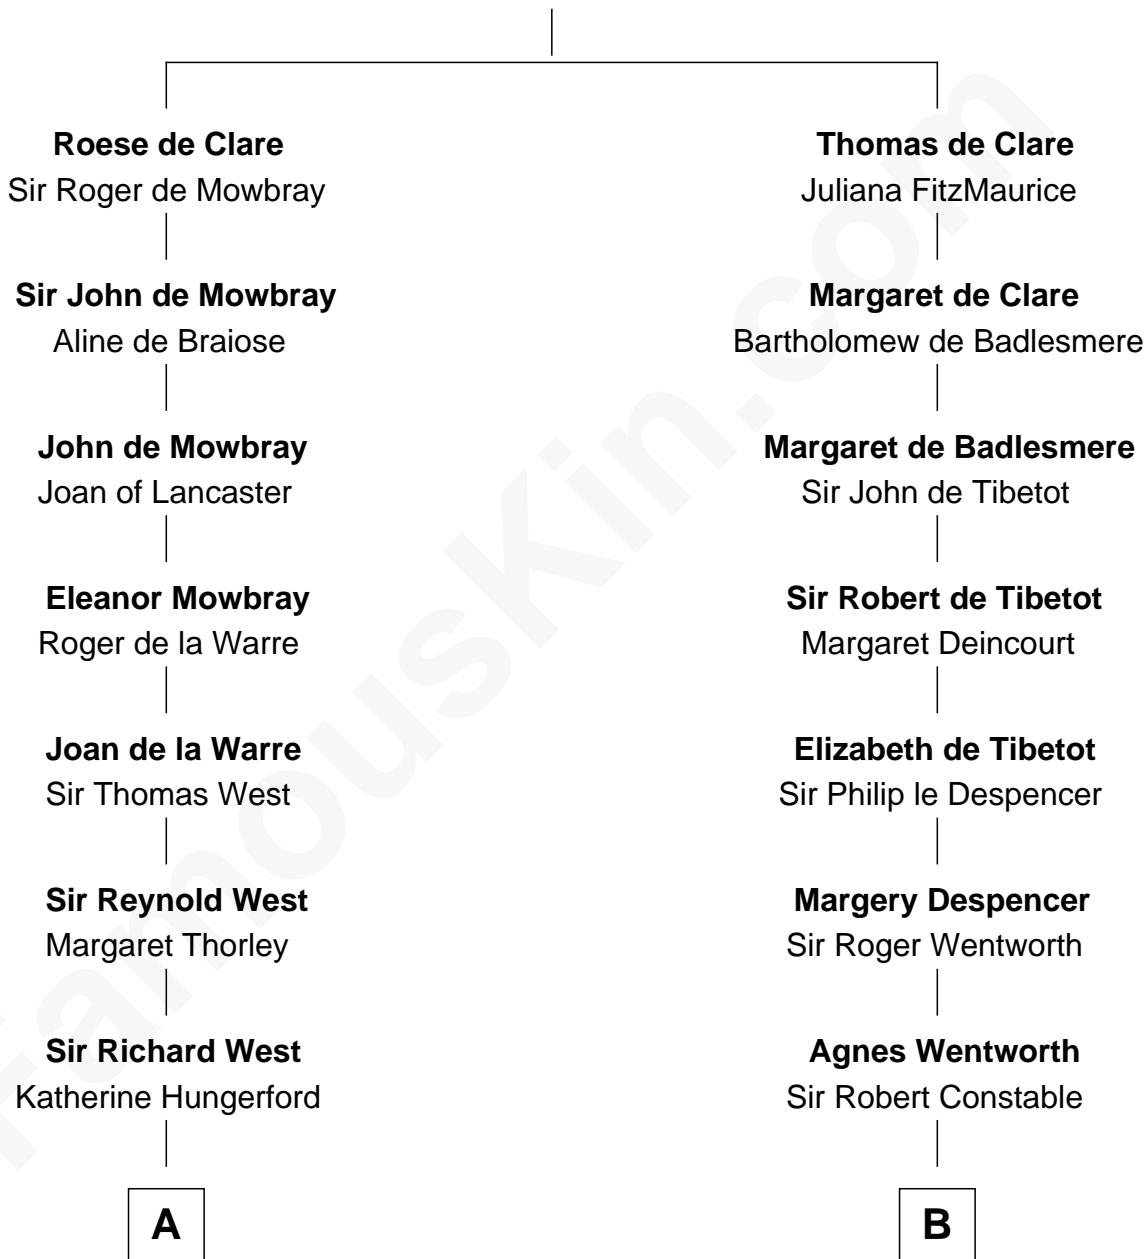 Roese de Clare
Sir Roger de Mowbray
Sir John de Mowbray
Aline de Braiose
John de Mowbray
Joan of Lancaster
Eleanor Mowbray
Roger de la Warre
Joan de la Warre
Sir Thomas West
Sir Reynold West
Margaret Thorley
Sir Richard West
Katherine Hungerford
A
Thomas de Clare
Juliana FitzMaurice
Margaret de Clare
Bartholomew de Badlesmere
Margaret de Badlesmere
Sir John de Tibetot
Sir Robert de Tibetot
Margaret Deincourt
Elizabeth de Tibetot
Sir Philip le Despencer
Margery Despencer
Sir Roger Wentworth
Agnes Wentworth
Sir Robert Constable
B
FamousKin.com